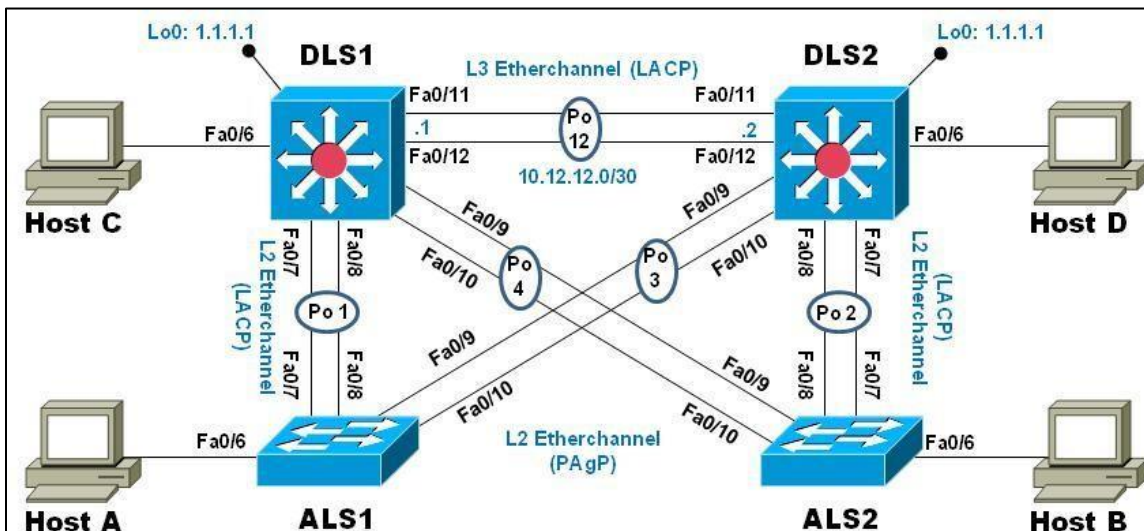 Lo0: 1.1.1.1
Lo0: 1.1.1.1
DLS1
DLS2
L3 Etherchannel (LACP)
Fa0/11
Fa0/11
Fa0/6
.1
Po
12
.2
Fa0/6
Fa0/12
Fa0/12
10.12.12.0/30
Host C
Host D
Fa0/9
Fa0/9
Fa0/7
Fa0/8
Fa0/10
Po
4
Po
3
Fa0/10
Fa0/8
Fa0/7
L2 Etherchannel
(LACP)
Po 1
Po 2
(LACP)
L2 Etherchannel
Fa0/7
Fa0/8
Fa0/9
Fa0/10
Fa0/9
Fa0/10
Fa0/8
Fa0/7
Fa0/6
L2 Etherchannel
(PAgP)
Fa0/6
Host A
ALS1
ALS2
Host B